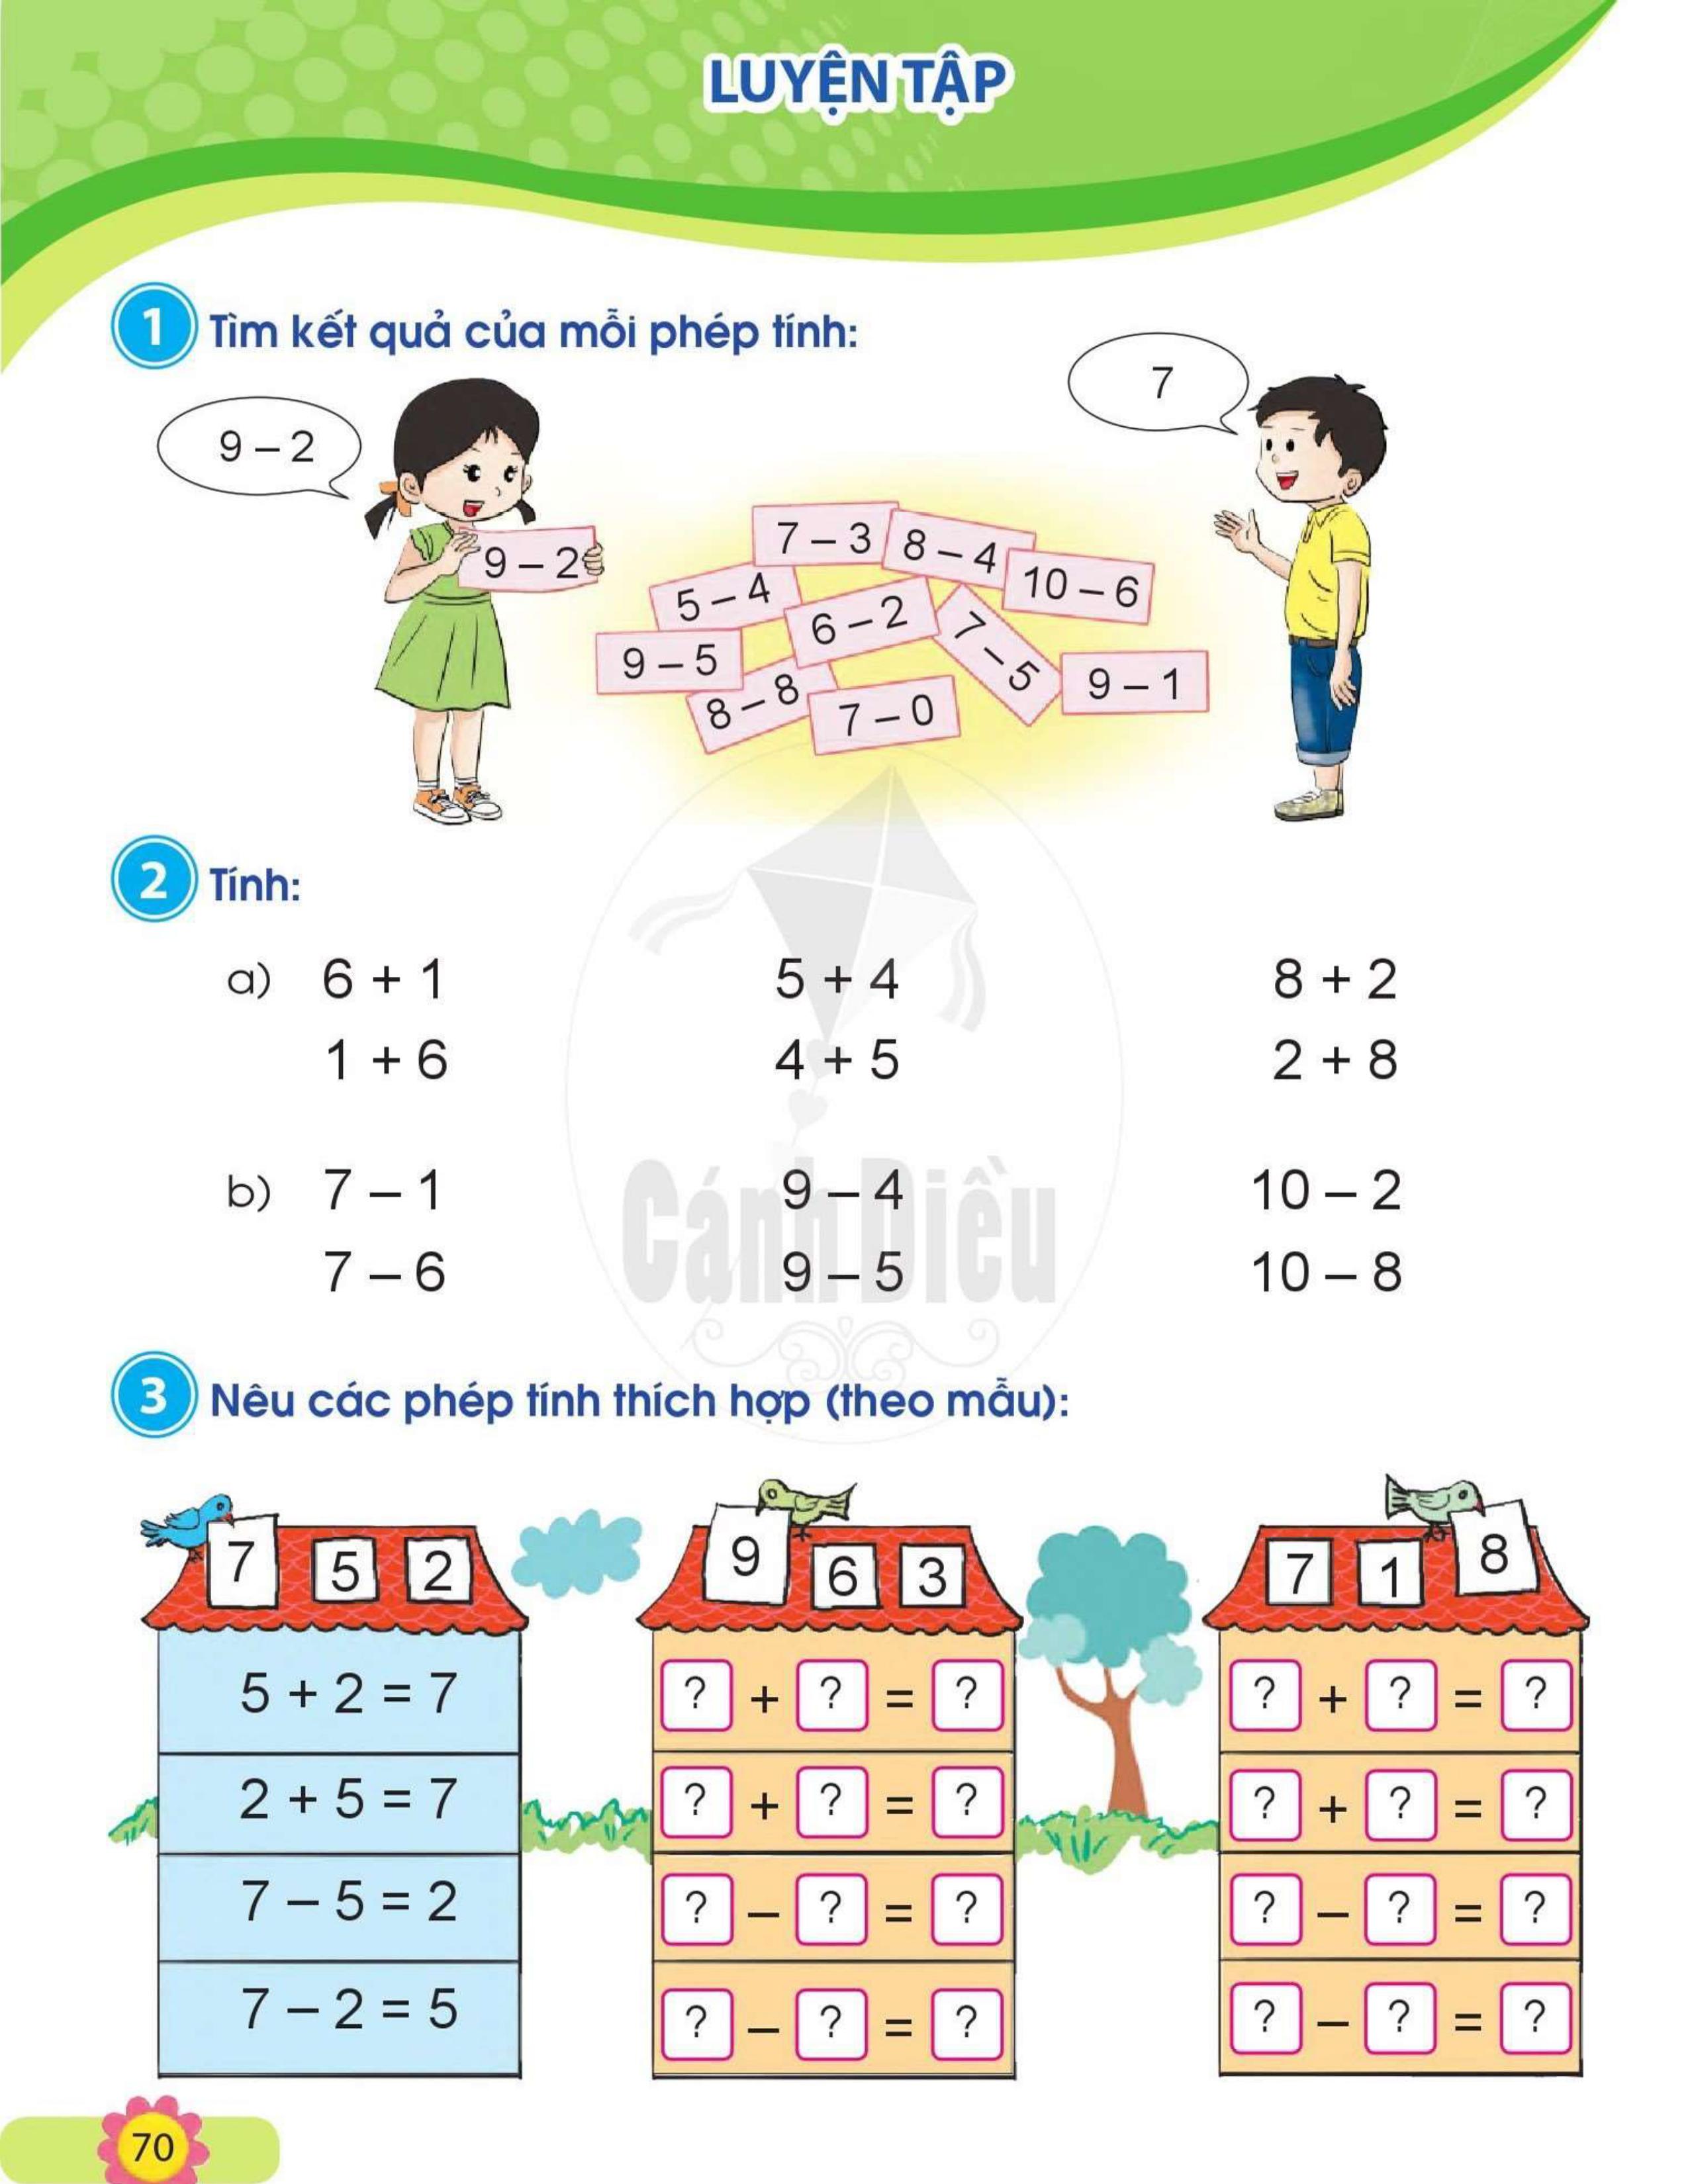 LUYỆN TẬP
1 Tìm kết quả của mỗi phép tính:
9 – 2
7
9 – 2
7 – 3
8 – 4
10 – 6
5 – 4
6 – 2
7 – 5
9 – 5
9 – 1
8 – 8
7 – 0
2 Tính:
a) 6 + 1 5 + 4 8 + 2
1 + 6 4 + 5 2 + 8
b) 7 – 1 9 – 4 10 – 2
7 – 6 9 – 5 10 – 8
Cánh Diều
3 Nêu các phép tính thích hợp (theo mẫu):
7 5 2 9 6 3 7 1 8
5 + 2 = 7 ? + ? = ? ? + ? = ?
2 + 5 = 7 ? + ? = ? ? + ? = ?
7 – 5 = 2 ? – ? = ? ? – ? = ?
7 – 2 = 5 ? – ? = ? ? – ? = ?
70